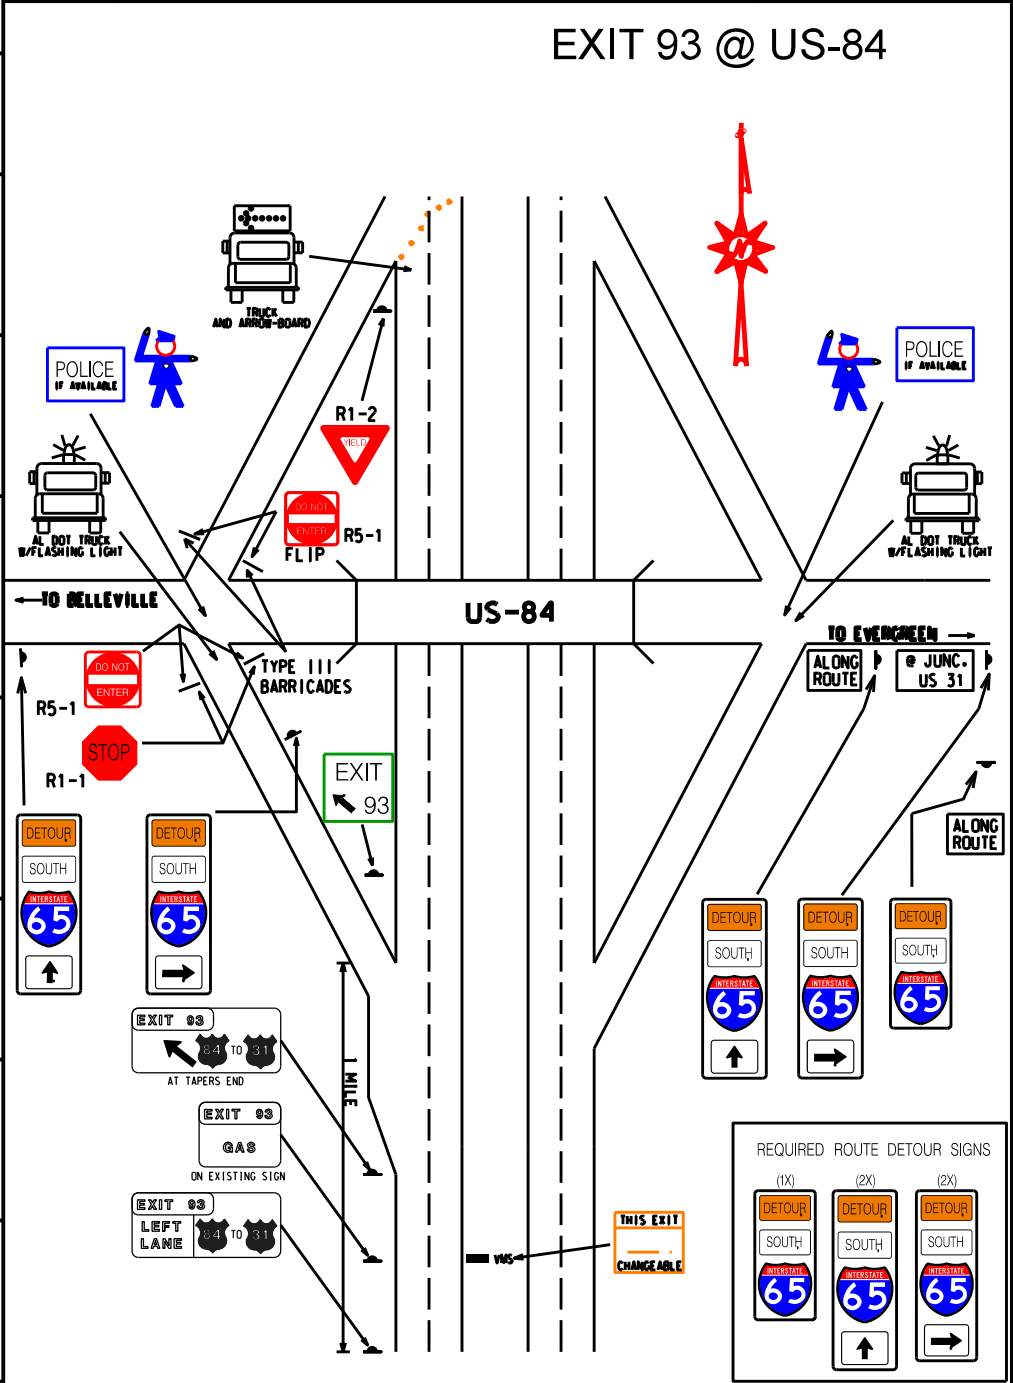 EXIT 93 @ US-84
N
TRUCK
AND ARROW-BOARD
POLICE
IF AVAILABLE
POLICE
IF AVAILABLE
R1-2
YIELD
AL DOT TRUCK
W/FLASHING LIGHT
DO NOT
ENTER
R5-1
FLIP
AL DOT TRUCK
W/FLASHING LIGHT
TO BELLEVILLE
US-84
TO EVERGREEN
DO NOT
ENTER
R5-1
TYPE III
BARRICADES
ALONG
ROUTE
@ JUNC.
US 31
STOP
R1-1
EXIT
93
ALONG
ROUTE
DETOUR
SOUTH
INTERSTATE
65
DETOUR
SOUTH
INTERSTATE
65
DETOUR
SOUTH
INTERSTATE
65
DETOUR
SOUTH
INTERSTATE
65
DETOUR
SOUTH
INTERSTATE
65
EXIT 93
84 TO 31
AT TAPERS END
1 MILE
EXIT 93
GAS
ON EXISTING SIGN
EXIT 93
LEFT
LANE
84 TO 31
VMS
THIS EXIT
CHANGEABLE
REQUIRED ROUTE DETOUR SIGNS
(1X)
(2X)
(2X)
DETOUR
SOUTH
INTERSTATE
65
DETOUR
SOUTH
INTERSTATE
65
DETOUR
SOUTH
INTERSTATE
65